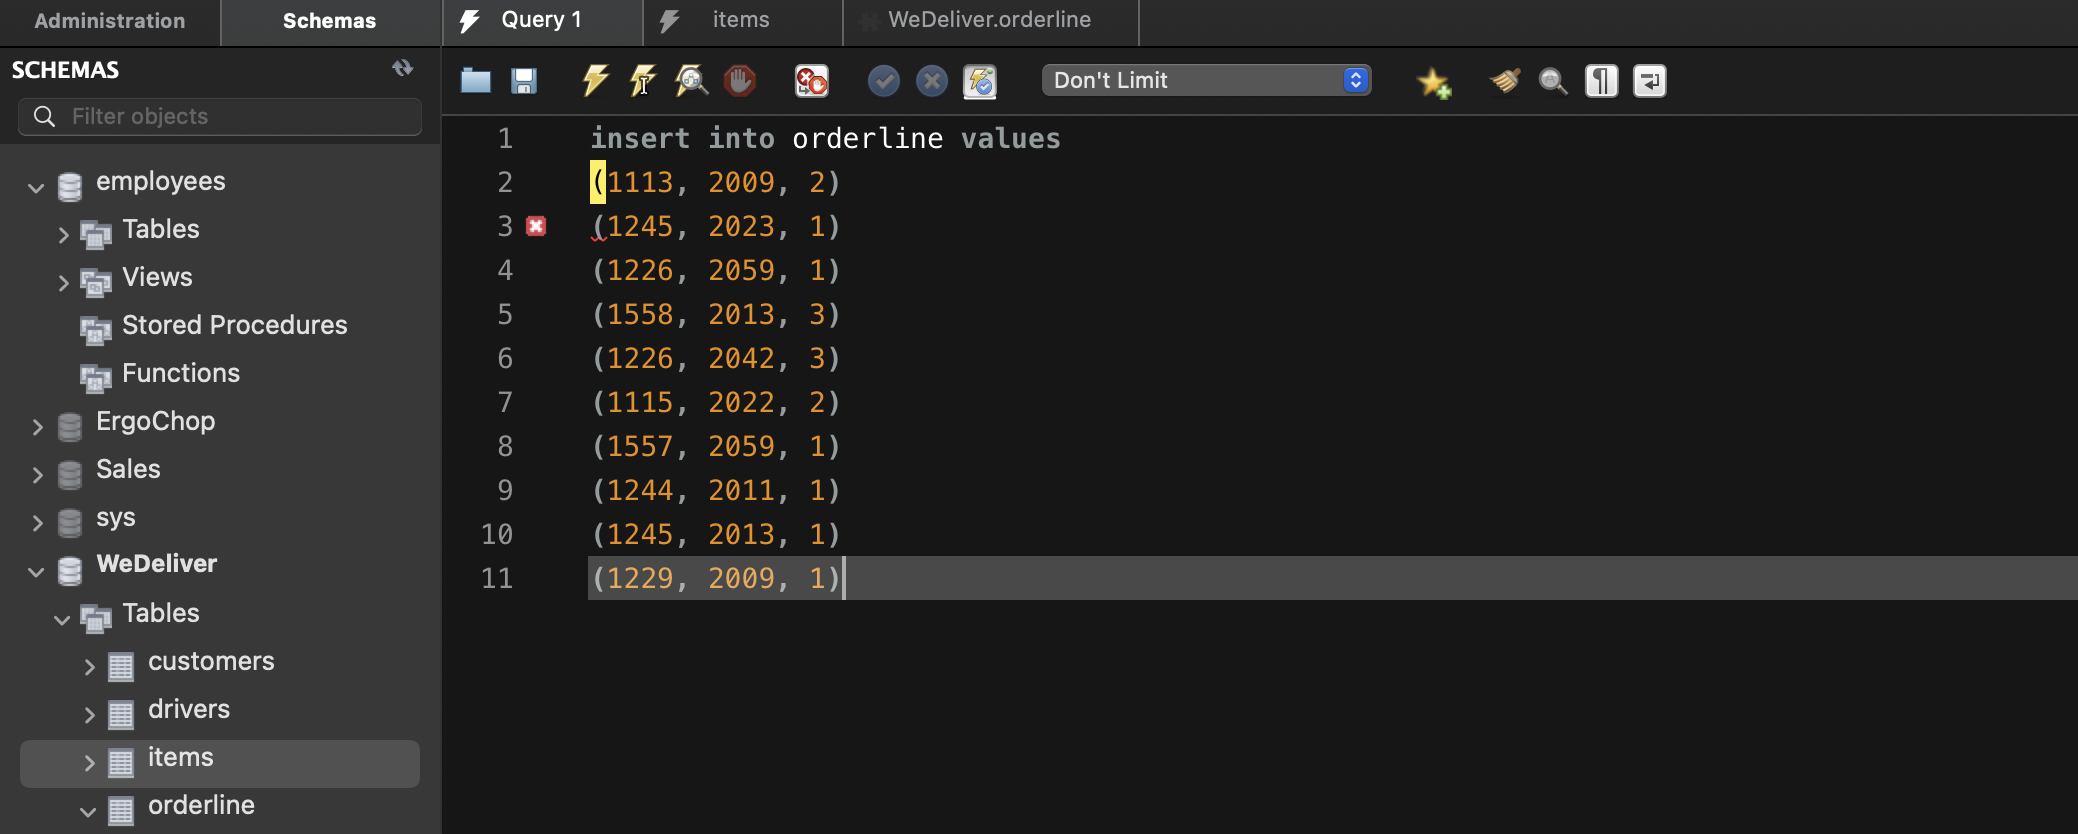 Administration
Schemas
Query 1
items
WeDeliver.orderline
SCHEMAS
Filter objects
employees
Tables
Views
Stored Procedures
Functions
ErgoChop
Sales
sys
WeDeliver
Tables
customers
drivers
items
orderline
Don't Limit
1 insert into orderline values
2 (1113, 2009, 2)
3 (1245, 2023, 1)
4 (1226, 2059, 1)
5 (1558, 2013, 3)
6 (1226, 2042, 3)
7 (1115, 2022, 2)
8 (1557, 2059, 1)
9 (1244, 2011, 1)
10 (1245, 2013, 1)
11 (1229, 2009, 1)